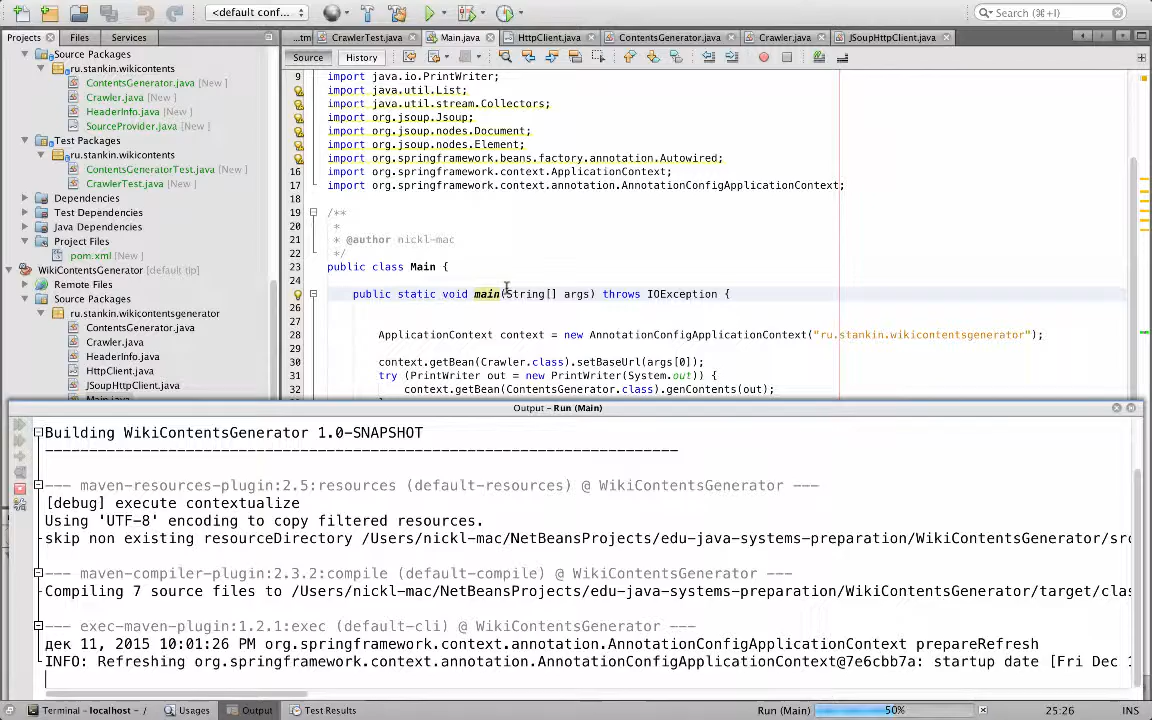 <default conf...
Search (⌘+I)
Projects
Files
Services
...tm
CrawlerTest.java
Main.java
HttpClient.java
ContentsGenerator.java
Crawler.java
JSoupHttpClient.java
Source
History
Source Packages
ru.stankin.wikicontents
ContentsGenerator.java [New]
Crawler.java [New]
HeaderInfo.java [New]
SourceProvider.java [New]
Test Packages
ru.stankin.wikicontents
ContentsGeneratorTest.java [New]
CrawlerTest.java [New]
Dependencies
Test Dependencies
Java Dependencies
Project Files
pom.xml [New]
WikiContentsGenerator [default tip]
Remote Files
Source Packages
ru.stankin.wikicontentsgenerator
ContentsGenerator.java
Crawler.java
HeaderInfo.java
HttpClient.java
JSoupHttpClient.java
Main.java
9 import java.io.PrintWriter;
import java.util.List;
import java.util.stream.Collectors;
import org.jsoup.Jsoup;
import org.jsoup.nodes.Document;
import org.jsoup.nodes.Element;
import org.springframework.beans.factory.annotation.Autowired;
16 import org.springframework.context.ApplicationContext;
17 import org.springframework.context.annotation.AnnotationConfigApplicationContext;
18
19 /**
20 *
21 * @author nickl-mac
22 */
23 public class Main {
24
public static void main(String[] args) throws IOException {
26
27
28 ApplicationContext context = new AnnotationConfigApplicationContext("ru.stankin.wikicontentsgenerator");
29
30 context.getBean(Crawler.class).setBaseUrl(args[0]);
31 try (PrintWriter out = new PrintWriter(System.out)) {
32 context.getBean(ContentsGenerator.class).genContents(out);
Output – Run (Main)
Building WikiContentsGenerator 1.0-SNAPSHOT
------------------------------------------------------------------------
--- maven-resources-plugin:2.5:resources (default-resources) @ WikiContentsGenerator ---
[debug] execute contextualize
Using 'UTF-8' encoding to copy filtered resources.
skip non existing resourceDirectory /Users/nickl-mac/NetBeansProjects/edu-java-systems-preparation/WikiContentsGenerator/src
--- maven-compiler-plugin:2.3.2:compile (default-compile) @ WikiContentsGenerator ---
Compiling 7 source files to /Users/nickl-mac/NetBeansProjects/edu-java-systems-preparation/WikiContentsGenerator/target/clas
--- exec-maven-plugin:1.2.1:exec (default-cli) @ WikiContentsGenerator ---
дек 11, 2015 10:01:26 PM org.springframework.context.annotation.AnnotationConfigApplicationContext prepareRefresh
INFO: Refreshing org.springframework.context.annotation.AnnotationConfigApplicationContext@7e6cbb7a: startup date [Fri Dec 1
Terminal – localhost – /
Usages
Output
Test Results
Run (Main)
50%
25:26
INS